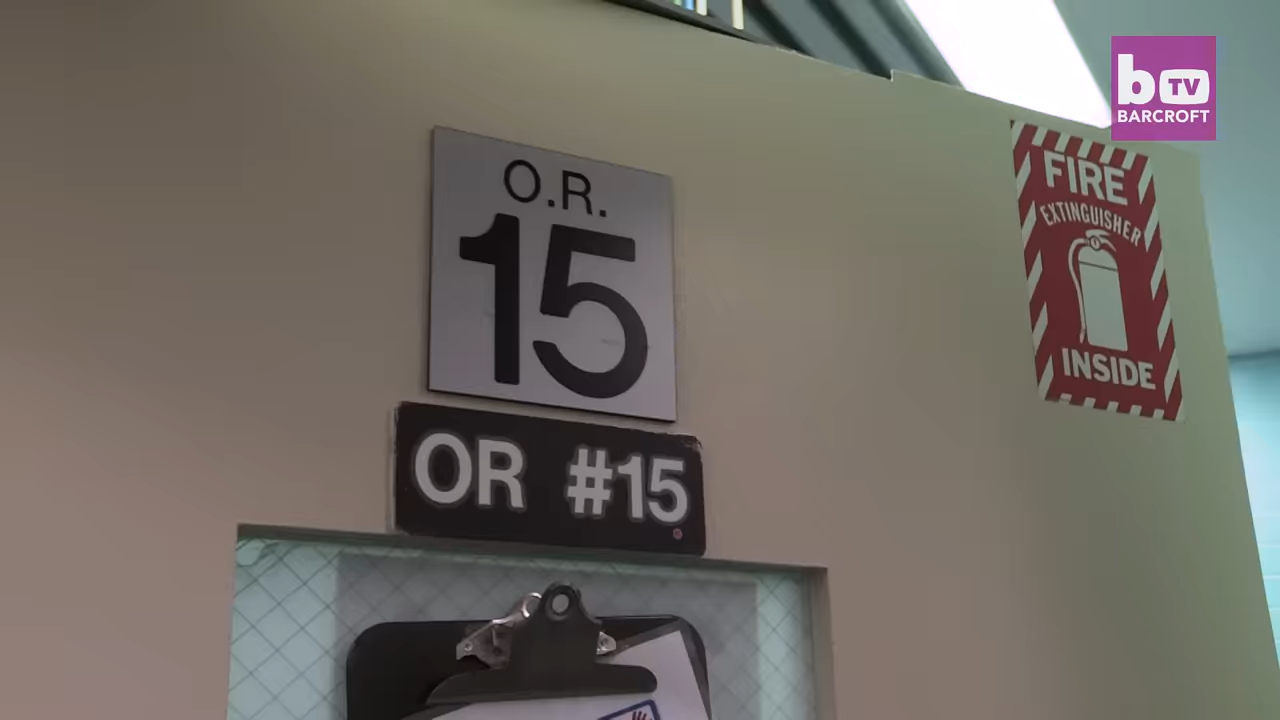 b TV
BARCROFT
O.R.
15
OR #15
FIRE
EXTINGUISHER
INSIDE